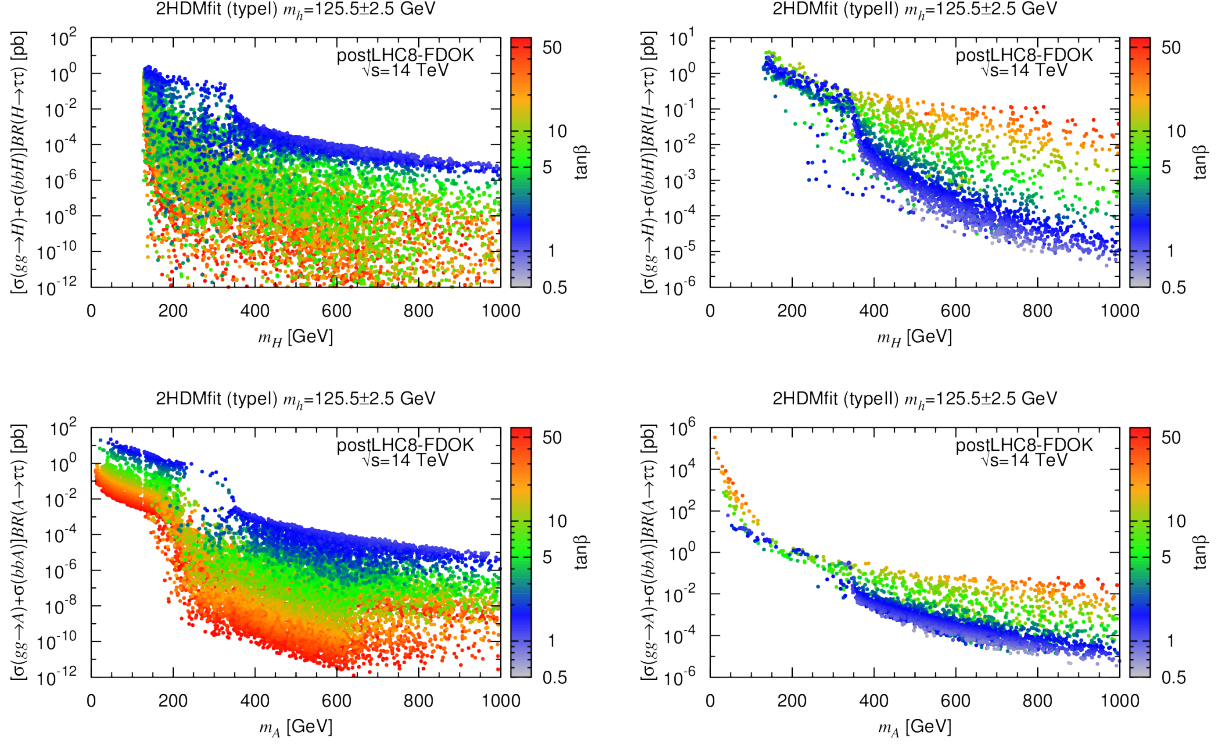 2HDMfit (typeI) m_h=125.5±2.5 GeV
[σ(gg→H)+σ(bbH)]BR(H→ττ) [pb]
10^2
10^0
10^-2
10^-4
10^-6
10^-8
10^-10
10^-12
postLHC8-FDOK
√s=14 TeV
0 200 400 600 800 1000
m_H [GeV]
50
10
5
1
0.5
tanβ
2HDMfit (typeII) m_h=125.5±2.5 GeV
[σ(gg→H)+σ(bbH)]BR(H→ττ) [pb]
10^1
10^0
10^-1
10^-2
10^-3
10^-4
10^-5
10^-6
postLHC8-FDOK
√s=14 TeV
0 200 400 600 800 1000
m_H [GeV]
50
10
5
1
0.5
tanβ
2HDMfit (typeI) m_h=125.5±2.5 GeV
[σ(gg→A)+σ(bbA)]BR(A→ττ) [pb]
10^2
10^0
10^-2
10^-4
10^-6
10^-8
10^-10
10^-12
postLHC8-FDOK
√s=14 TeV
0 200 400 600 800 1000
m_A [GeV]
50
10
5
1
0.5
tanβ
2HDMfit (typeII) m_h=125.5±2.5 GeV
[σ(gg→A)+σ(bbA)]BR(A→ττ) [pb]
10^6
10^4
10^2
10^0
10^-2
10^-4
10^-6
postLHC8-FDOK
√s=14 TeV
0 200 400 600 800 1000
m_A [GeV]
50
10
5
1
0.5
tanβ